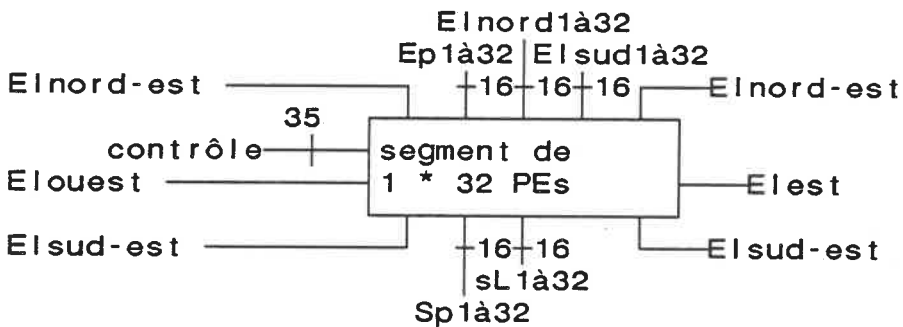 Elnord1à32
Ep1à32 Elsud1à32
Elnord-est 16 16 16 Elnord-est
35
contrôle segment de
Elouest 1 * 32 PEs Elest
Elsud-est 16 16 Elsud-est
sL1à32
Sp1à32